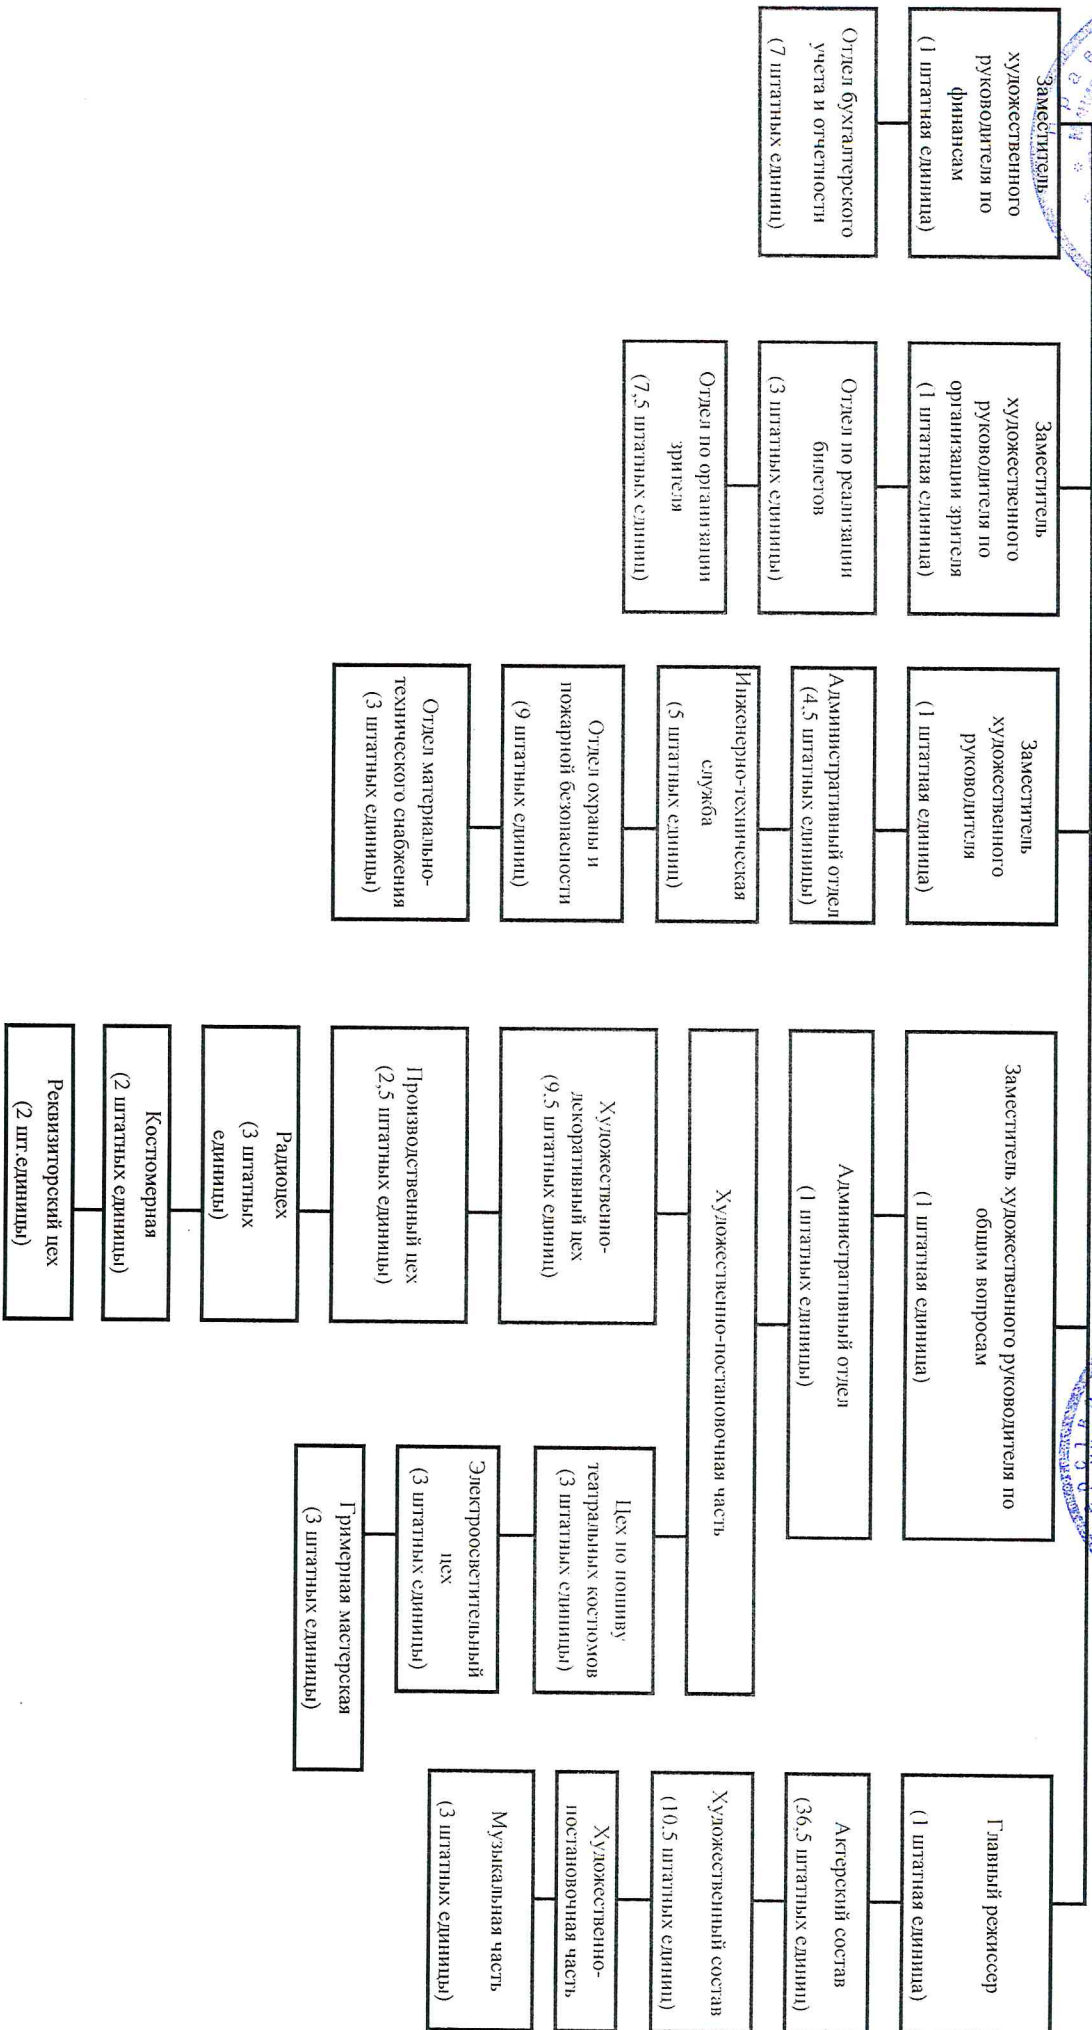 Заместитель
художественного
руководителя по
финансам
(1 штатная единица)
Отдел бухгалтерского
учета и отчетности
(7 штатных единиц)
Заместитель
художественного
руководителя по
организации зрителя
(1 штатная единица)
Отдел по реализации
билетов
(3 штатных единицы)
Отдел по организации
зрителя
(7,5 штатных единиц)
Заместитель
художественного
руководителя
(1 штатная единица)
Административный отдел
(4,5 штатных единицы)
Инженерно-техническая
служба
(5 штатных единиц)
Отдел охраны и
пожарной безопасности
(9 штатных единиц)
Отдел материально-
технического снабжения
(3 штатных единицы)
Заместитель художественного руководителя по
общим вопросам
(1 штатная единица)
Административный отдел
(1 штатных единицы)
Художественно-постановочная часть
Художественно-
декоративный цех
(9,5 штатных единиц)
Производственный цех
(2,5 штатных единицы)
Радиоцех
(3 штатных
единицы)
Костюмерная
(2 штатных единицы)
Реквизиторский цех
(2 шт.единицы)
Цех по пошиву
театральных костюмов
(3 штатных единицы)
Электроосветительный
цех
(3 штатных единицы)
Гримерная мастерская
(3 штатных единицы)
Главный режиссер
(1 штатная единица)
Актерский состав
(36,5 штатных единиц)
Художественный состав
(10,5 штатных единиц)
Художественно-
постановочная часть
Музыкальная часть
(3 штатных единицы)